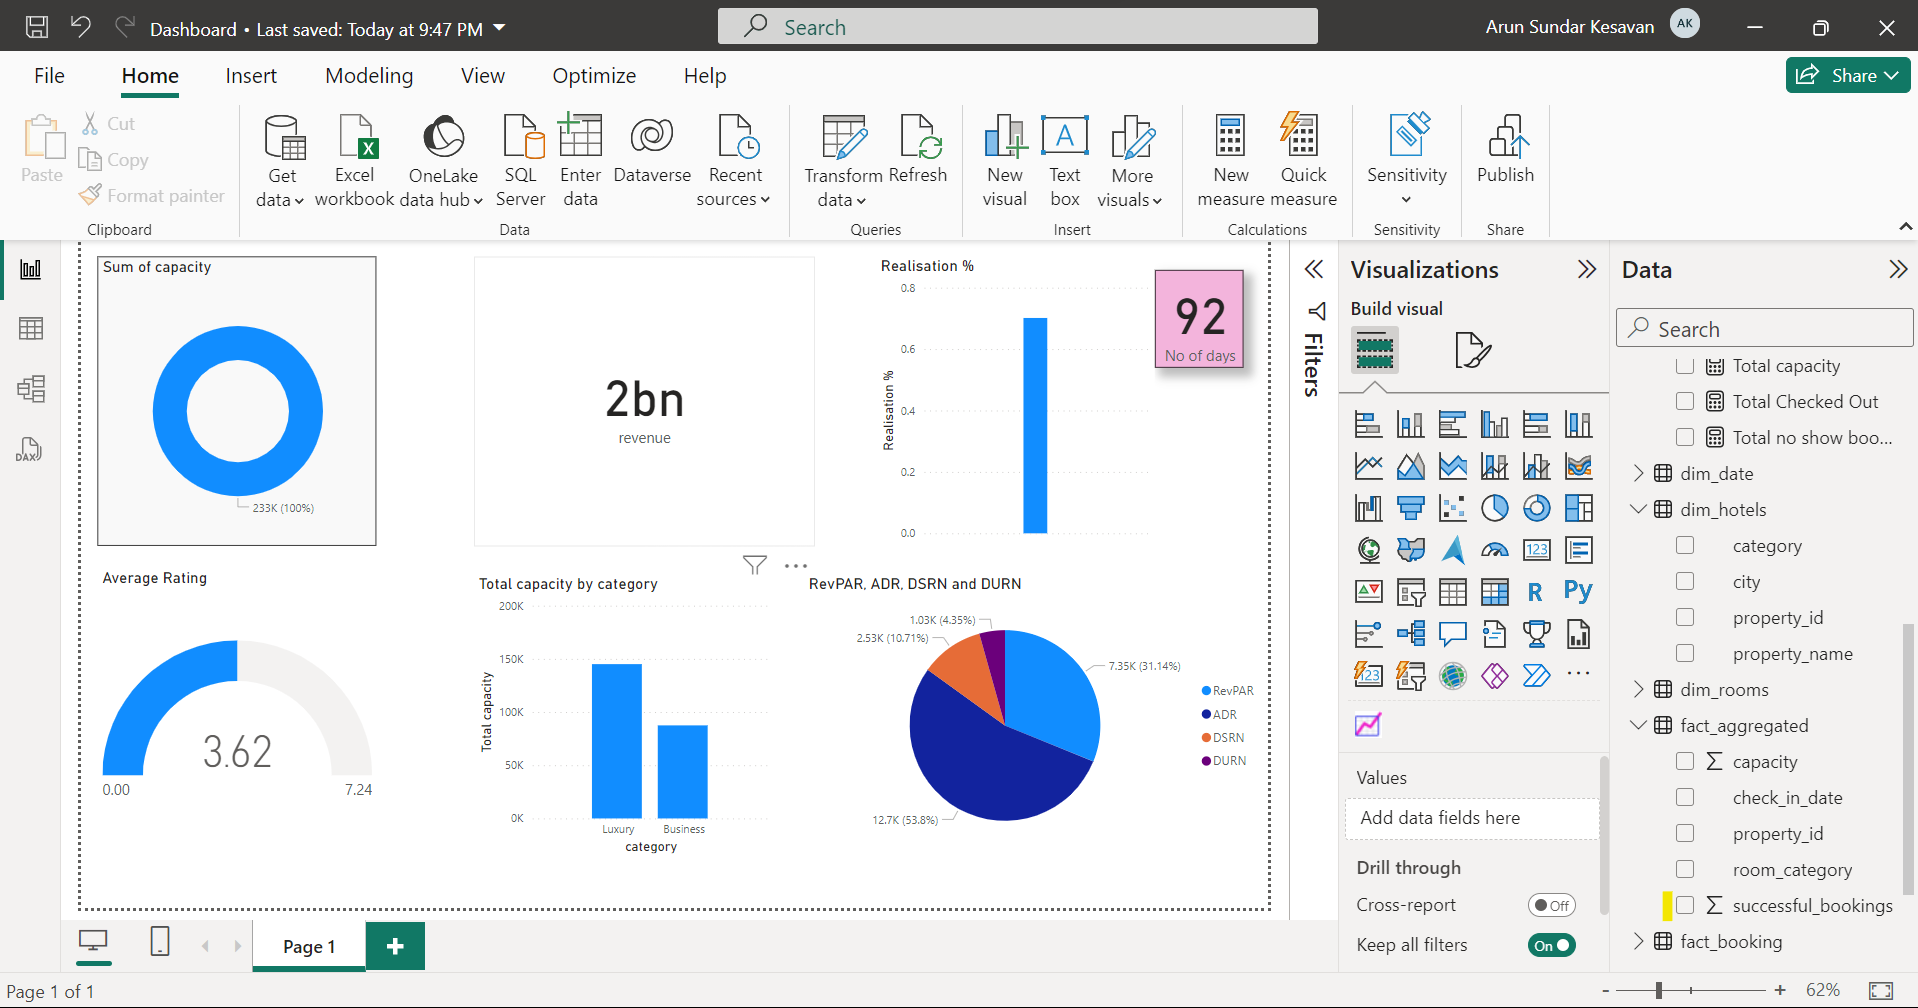 Dashboard • Last saved: Today at 9:47 PM
Search
Arun Sundar Kesavan
AK
File
Home
Insert
Modeling
View
Optimize
Help
Share
Paste
Cut
Copy
Format painter
Clipboard
Get
data
Excel
workbook
OneLake
data hub
SQL
Server
Enter
data
Dataverse
Recent
sources
Data
Transform
data
Refresh
Queries
New
visual
A
Text
box
More
visuals
Insert
New
measure
Quick
measure
Calculations
Sensitivity
Sensitivity
Publish
Share
DAX
Sum of capacity
233K (100%)
2bn
revenue
Realisation %
0.8
0.6
0.4
0.2
0.0
Realisation %
92
No of days
Average Rating
3.62
0.00
7.24
Total capacity by category
200K
150K
100K
50K
0K
Total capacity
Luxury
Business
category
RevPAR, ADR, DSRN and DURN
1.03K (4.35%)
2.53K (10.71%)
7.35K (31.14%)
12.7K (53.8%)
RevPAR
ADR
DSRN
DURN
Filters
Visualizations
Build visual
123
R
Py
123
Values
Add data fields here
Drill through
Cross-report
Off
Keep all filters
On
Data
Search
Total capacity
Total Checked Out
Total no show boo...
dim_date
dim_hotels
category
city
property_id
property_name
dim_rooms
fact_aggregated
capacity
check_in_date
property_id
room_category
successful_bookings
fact_booking
Page 1
Page 1 of 1
- +
62%